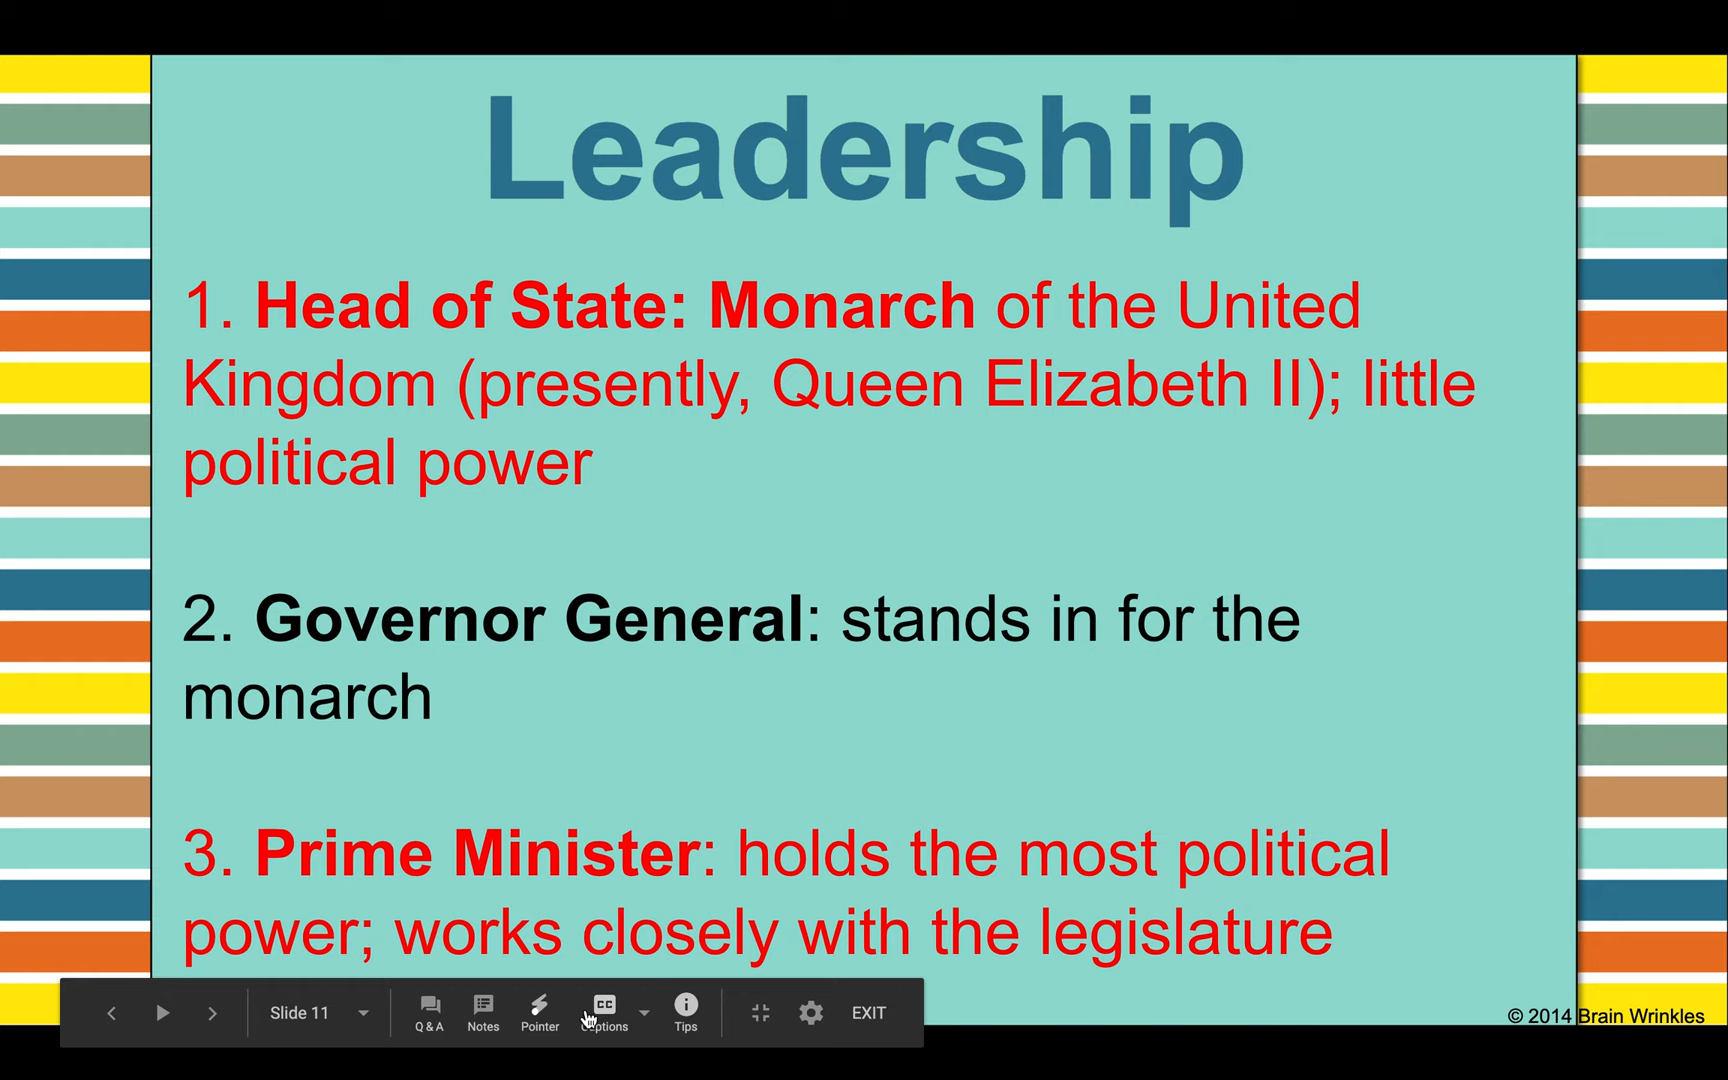 Leadership
1. Head of State: Monarch of the United
Kingdom (presently, Queen Elizabeth II); little
political power
2. Governor General: stands in for the
monarch
3. Prime Minister: holds the most political
power; works closely with the legislature
Slide 11
Q & A
Notes
Pointer
ptions
Tips
EXIT
© 2014 Brain Wrinkles